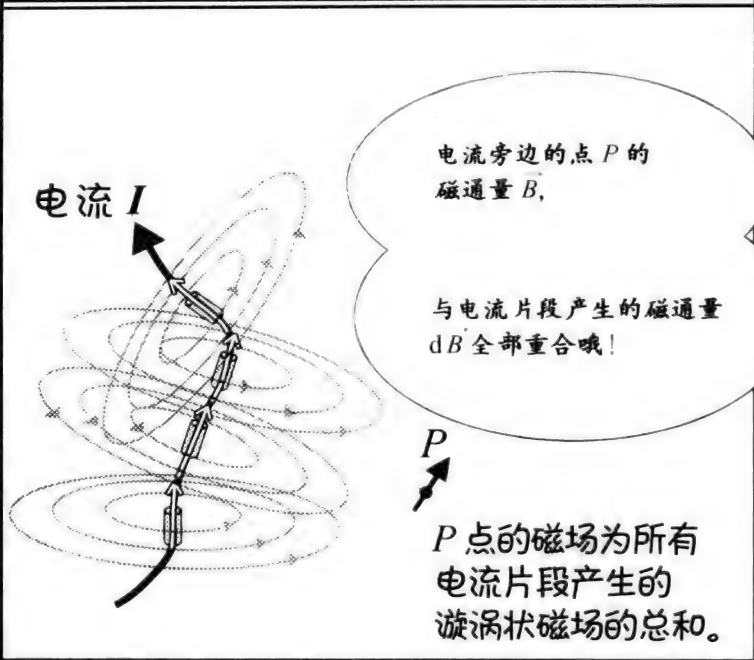 电流 I
电流旁边的点 P 的
磁通量 B,
与电流片段产生的磁通量
dB 全部重合哦！
P
P 点的磁场为所有
电流片段产生的
漩涡状磁场的总和。